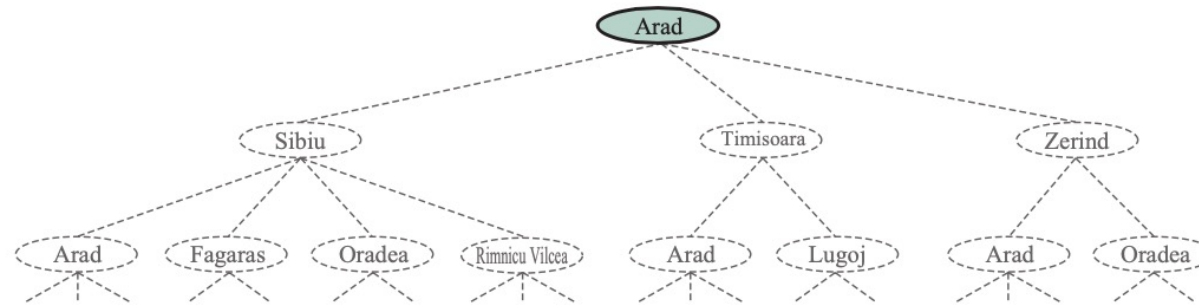 Arad
Sibiu
Timisoara
Zerind
Arad
Fagaras
Oradea
Rimnicu Vilcea
Arad
Lugoj
Arad
Oradea